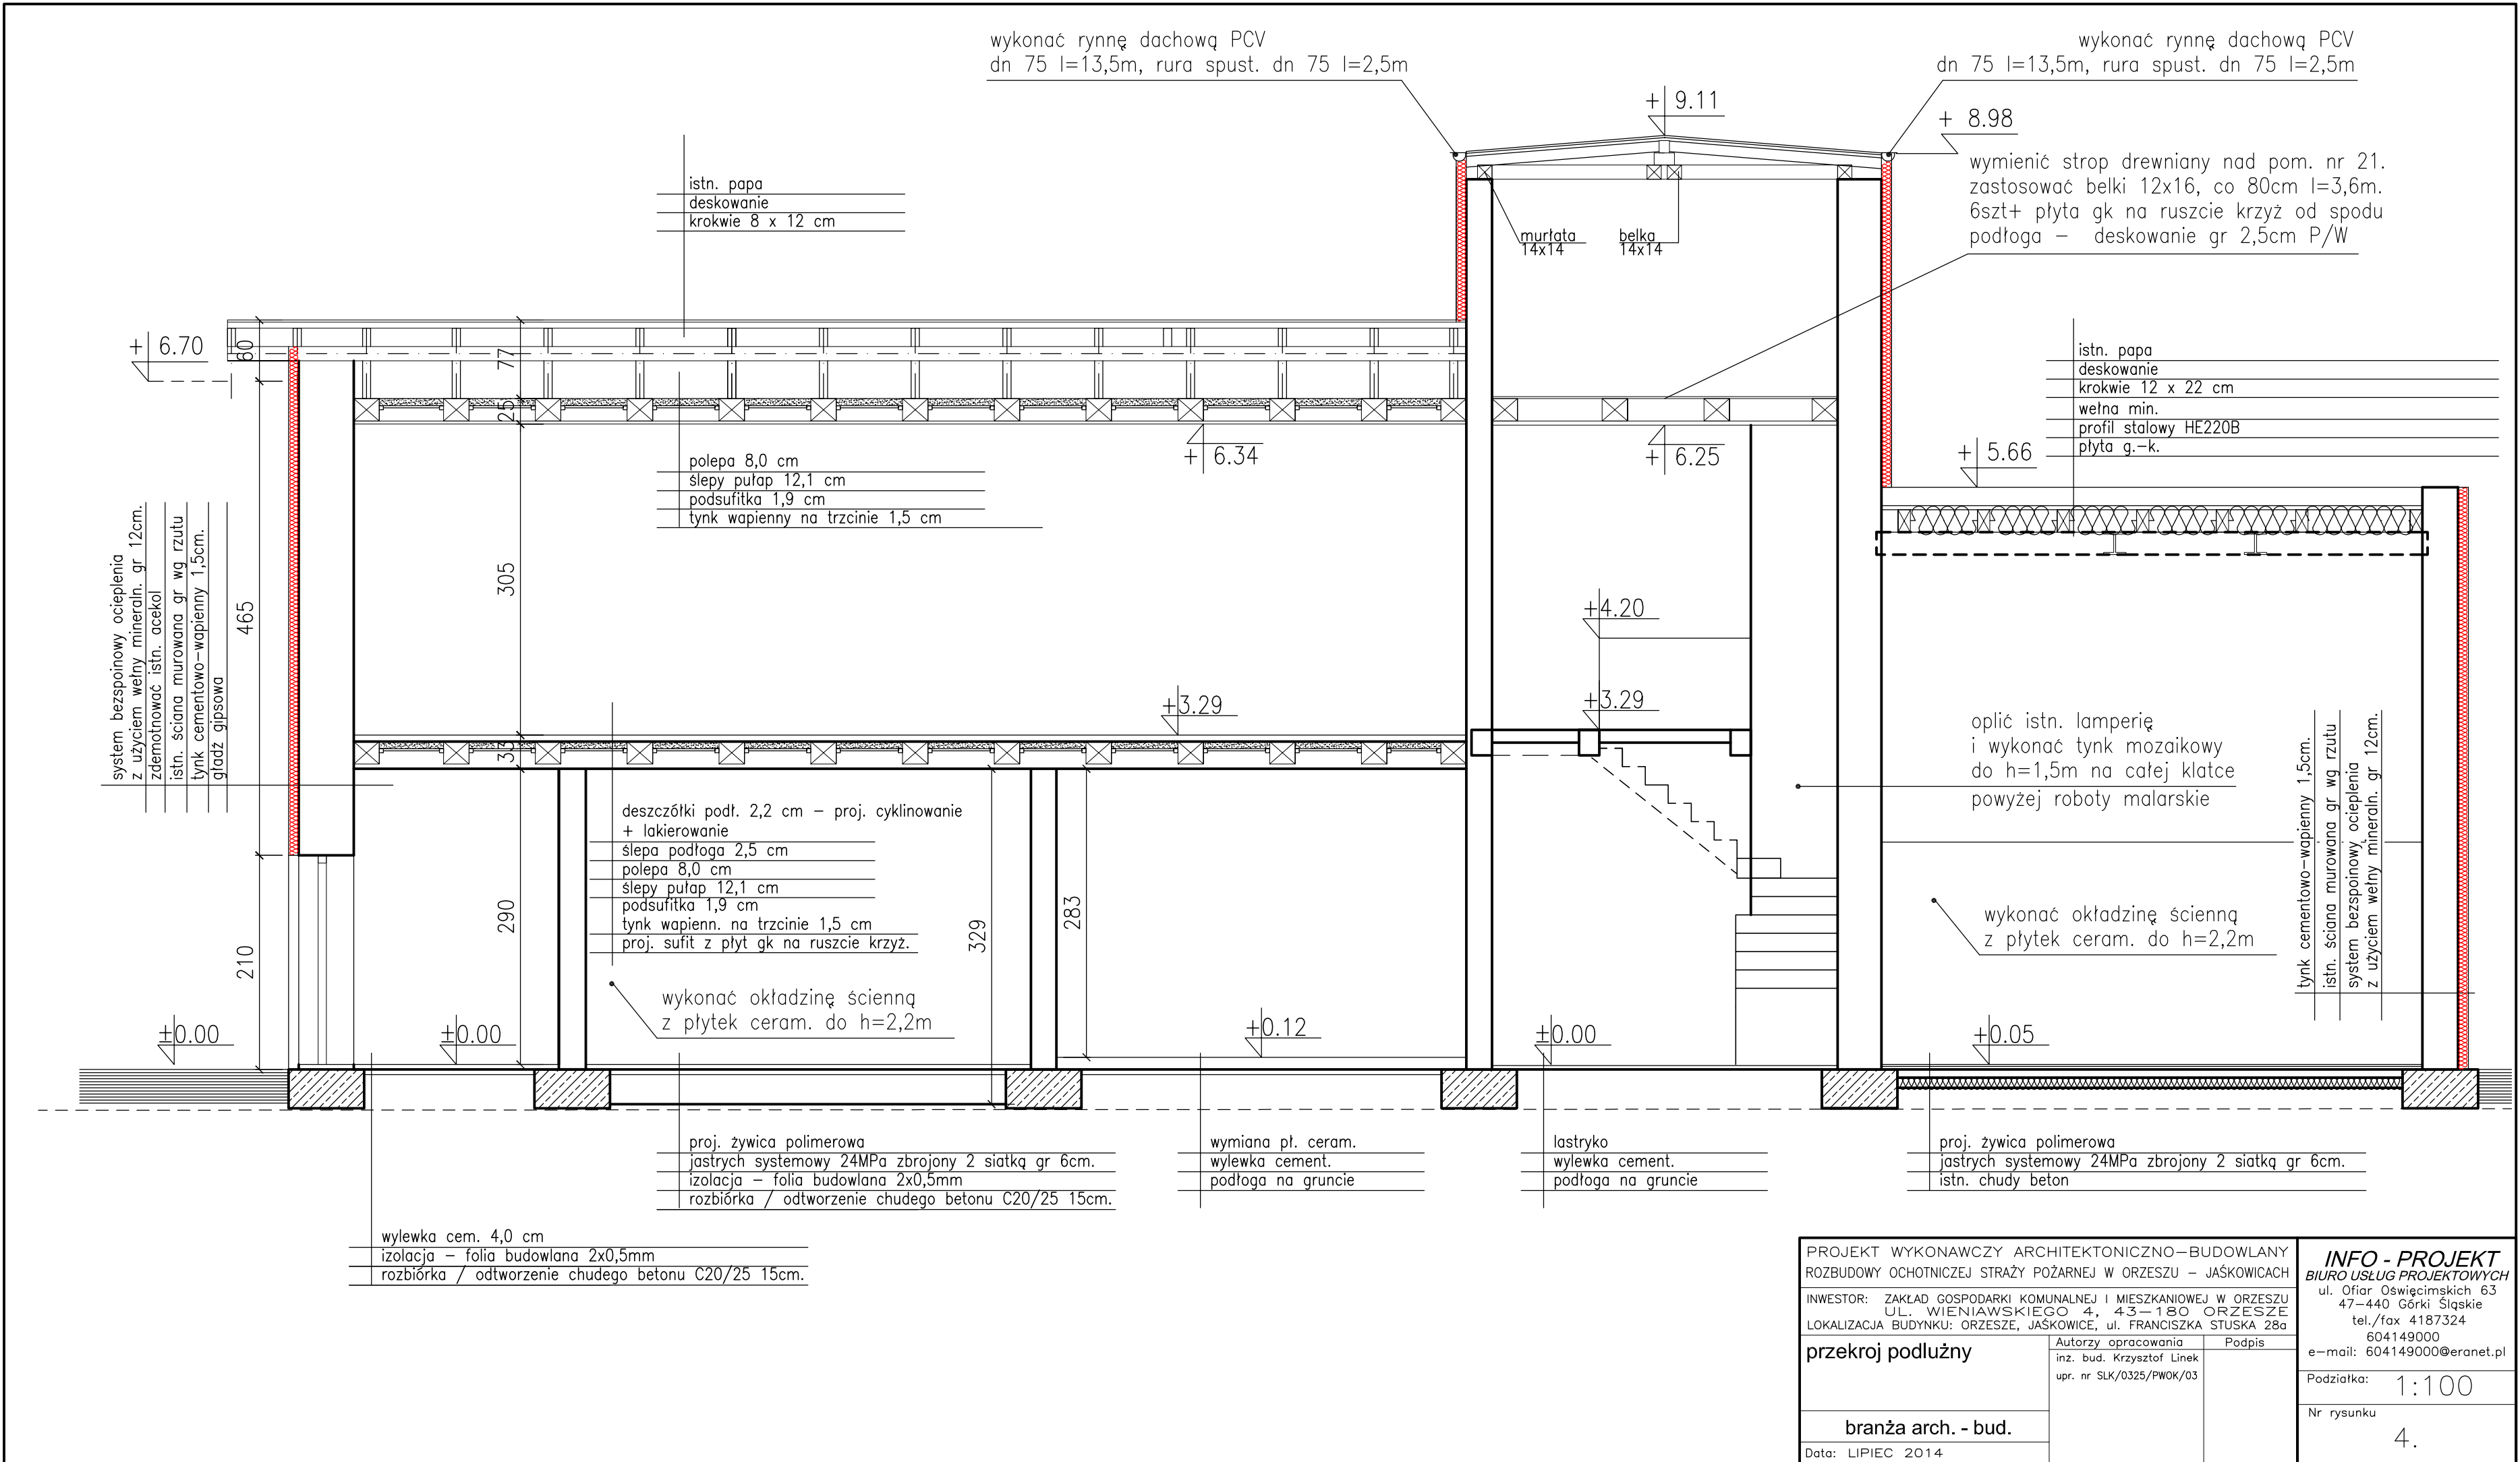 wykonać rynnę dachową PCV
dn 75 l=13,5m, rura spust. dn 75 l=2,5m
wykonać rynnę dachową PCV
dn 75 l=13,5m, rura spust. dn 75 l=2,5m
+ 9.11
+ 8.98
wymienić strop drewniany nad pom. nr 21.
zastosować belki 12x16, co 80cm l=3,6m.
6szt+ płyta gk na ruszcie krzyż od spodu
podłoga – deskowanie gr 2,5cm P/W
istn. papa
deskowanie
krokwie 8 x 12 cm
murłata
14x14
belka
14x14
+ 6.70
60
77
25
istn. papa
deskowanie
krokwie 12 x 22 cm
wełna min.
profil stalowy HE220B
płyta g.-k.
+ 6.34
+ 6.25
+ 5.66
polepa 8,0 cm
ślepy pułap 12,1 cm
podsufitka 1,9 cm
tynk wapienny na trzcinie 1,5 cm
system bezspoinowy ocieplenia
z użyciem wełny mineraln. gr 12cm.
zdemotnować istn. acekol
istn. ściana murowana gr wg rzutu
tynk cementowo-wapienny 1,5cm.
gładź gipsowa
465
305
+4.20
+3.29
+3.29
33
oplić istn. lamperię
i wykonać tynk mozaikowy
do h=1,5m na całej klatce
powyżej roboty malarskie
deszczółki podł. 2,2 cm – proj. cyklinowanie
+ lakierowanie
ślepa podłoga 2,5 cm
polepa 8,0 cm
ślepy pułap 12,1 cm
podsufitka 1,9 cm
tynk wapienn. na trzcinie 1,5 cm
proj. sufit z płyt gk na ruszcie krzyż.
210
290
329
283
wykonać okładzinę ścienną
z płytek ceram. do h=2,2m
wykonać okładzinę ścienną
z płytek ceram. do h=2,2m
tynk cementowo-wapienny 1,5cm.
istn. ściana murowana gr wg rzutu
system bezspoinowy ocieplenia
z użyciem wełny mineraln. gr 12cm.
±0.00
±0.00
+0.12
±0.00
+0.05
proj. żywica polimerowa
jastrych systemowy 24MPa zbrojony 2 siatką gr 6cm.
izolacja – folia budowlana 2x0,5mm
rozbiórka / odtworzenie chudego betonu C20/25 15cm.
wymiana pł. ceram.
wylewka cement.
podłoga na gruncie
lastryko
wylewka cement.
podłoga na gruncie
proj. żywica polimerowa
jastrych systemowy 24MPa zbrojony 2 siatką gr 6cm.
istn. chudy beton
wylewka cem. 4,0 cm
izolacja – folia budowlana 2x0,5mm
rozbiórka / odtworzenie chudego betonu C20/25 15cm.
PROJEKT WYKONAWCZY ARCHITEKTONICZNO-BUDOWLANY
ROZBUDOWY OCHOTNICZEJ STRAŻY POŻARNEJ W ORZESZU – JAŚKOWICACH
INWESTOR: ZAKŁAD GOSPODARKI KOMUNALNEJ I MIESZKANIOWEJ W ORZESZU
UL. WIENIAWSKIEGO 4, 43-180 ORZESZE
LOKALIZACJA BUDYNKU: ORZESZE, JAŚKOWICE, ul. FRANCISZKA STUSKA 28a
przekroj podlużny
branża arch. - bud.
Data: LIPIEC 2014
Autorzy opracowania
inż. bud. Krzysztof Linek
upr. nr SLK/0325/PWOK/03
Podpis
INFO - PROJEKT
BIURO USŁUG PROJEKTOWYCH
ul. Ofiar Oświęcimskich 63
47-440 Górki Śląskie
tel./fax 4187324
604149000
e-mail: 604149000@eranet.pl
Podziałka: 1:100
Nr rysunku
4.